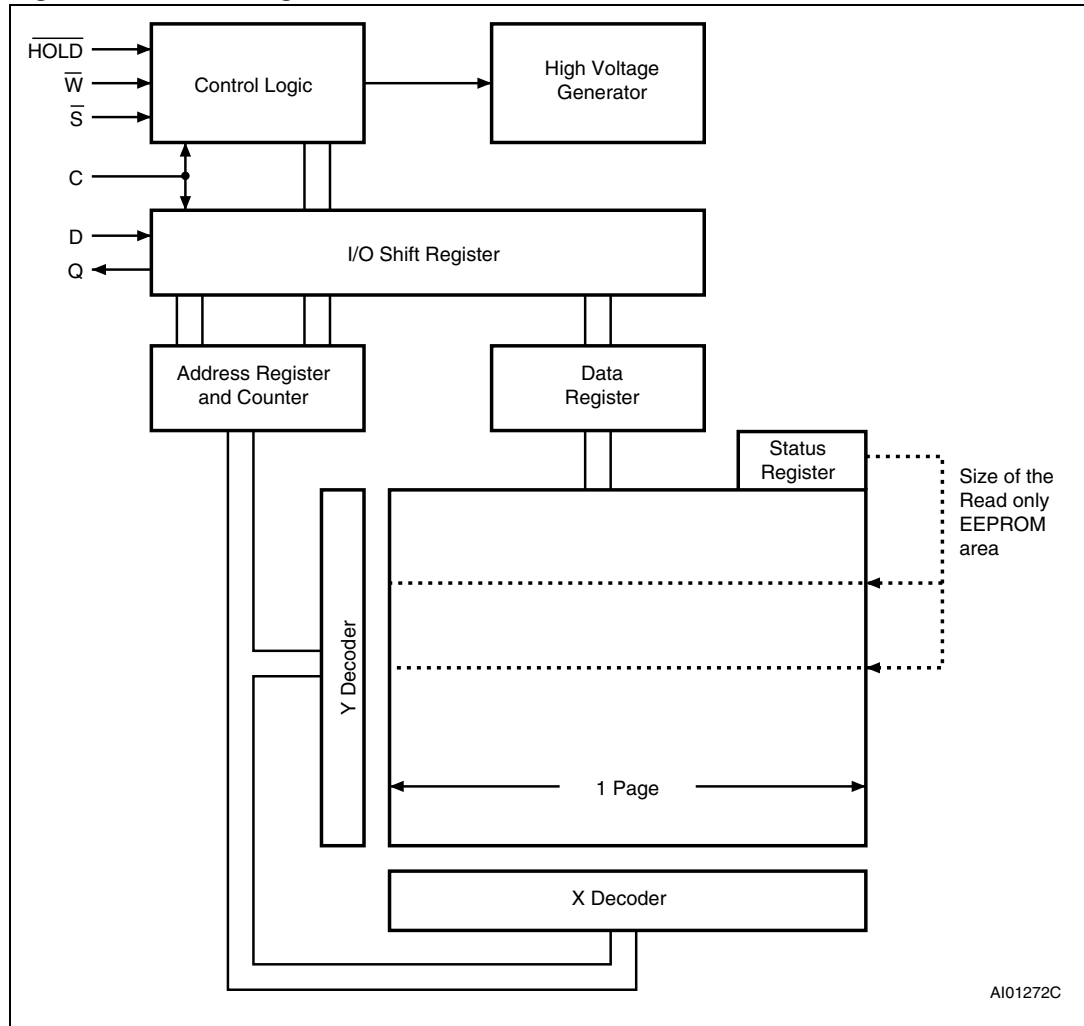 HOLD
W
S
C
D
Q
Control Logic
High Voltage
Generator
I/O Shift Register
Address Register
and Counter
Data
Register
Status
Register
Size of the
Read only
EEPROM
area
Y Decoder
1 Page
X Decoder
AI01272C